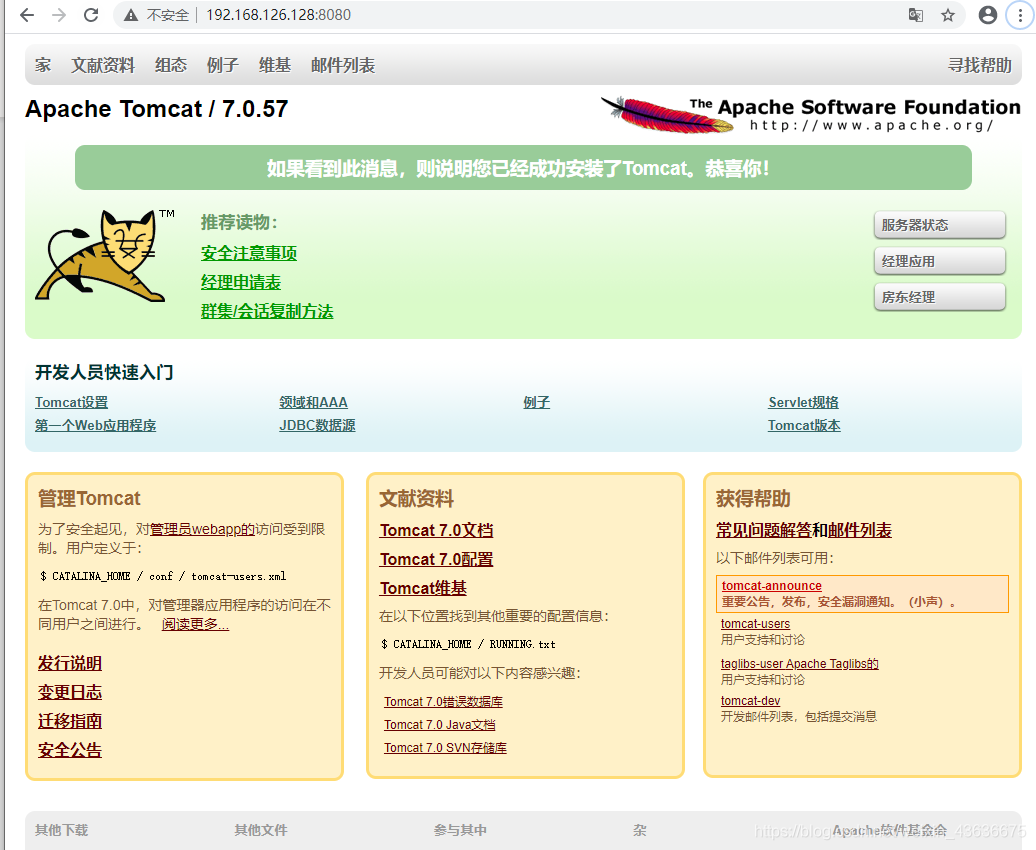 不安全 192.168.126.128:8080
家 文献资料 组态 例子 维基 邮件列表 寻找帮助
Apache Tomcat / 7.0.57
The Apache Software Foundation
http://www.apache.org/
如果看到此消息，则说明您已经成功安装了Tomcat。恭喜你！
TM
推荐读物：
安全注意事项
经理申请表
群集/会话复制方法
服务器状态
经理应用
房东经理
开发人员快速入门
Tomcat设置 领域和AAA 例子 Servlet规格
第一个Web应用程序 JDBC数据源 Tomcat版本
管理Tomcat
为了安全起见，对管理员webapp的访问受到限
制。用户定义于：
$ CATALINA_HOME / conf / tomcat-users.xml
在Tomcat 7.0中，对管理器应用程序的访问在不
同用户之间进行。 阅读更多...
发行说明
变更日志
迁移指南
安全公告
文献资料
Tomcat 7.0文档
Tomcat 7.0配置
Tomcat维基
在以下位置找到其他重要的配置信息：
$ CATALINA_HOME / RUNNING.txt
开发人员可能对以下内容感兴趣：
Tomcat 7.0错误数据库
Tomcat 7.0 Java文档
Tomcat 7.0 SVN存储库
获得帮助
常见问题解答和邮件列表
以下邮件列表可用：
tomcat-announce
重要公告，发布，安全漏洞通知。（小声）。
tomcat-users
用户支持和讨论
taglibs-user Apache Taglibs的
用户支持和讨论
tomcat-dev
开发邮件列表，包括提交消息
其他下载 其他文件 参与其中 杂 Apache软件基金会